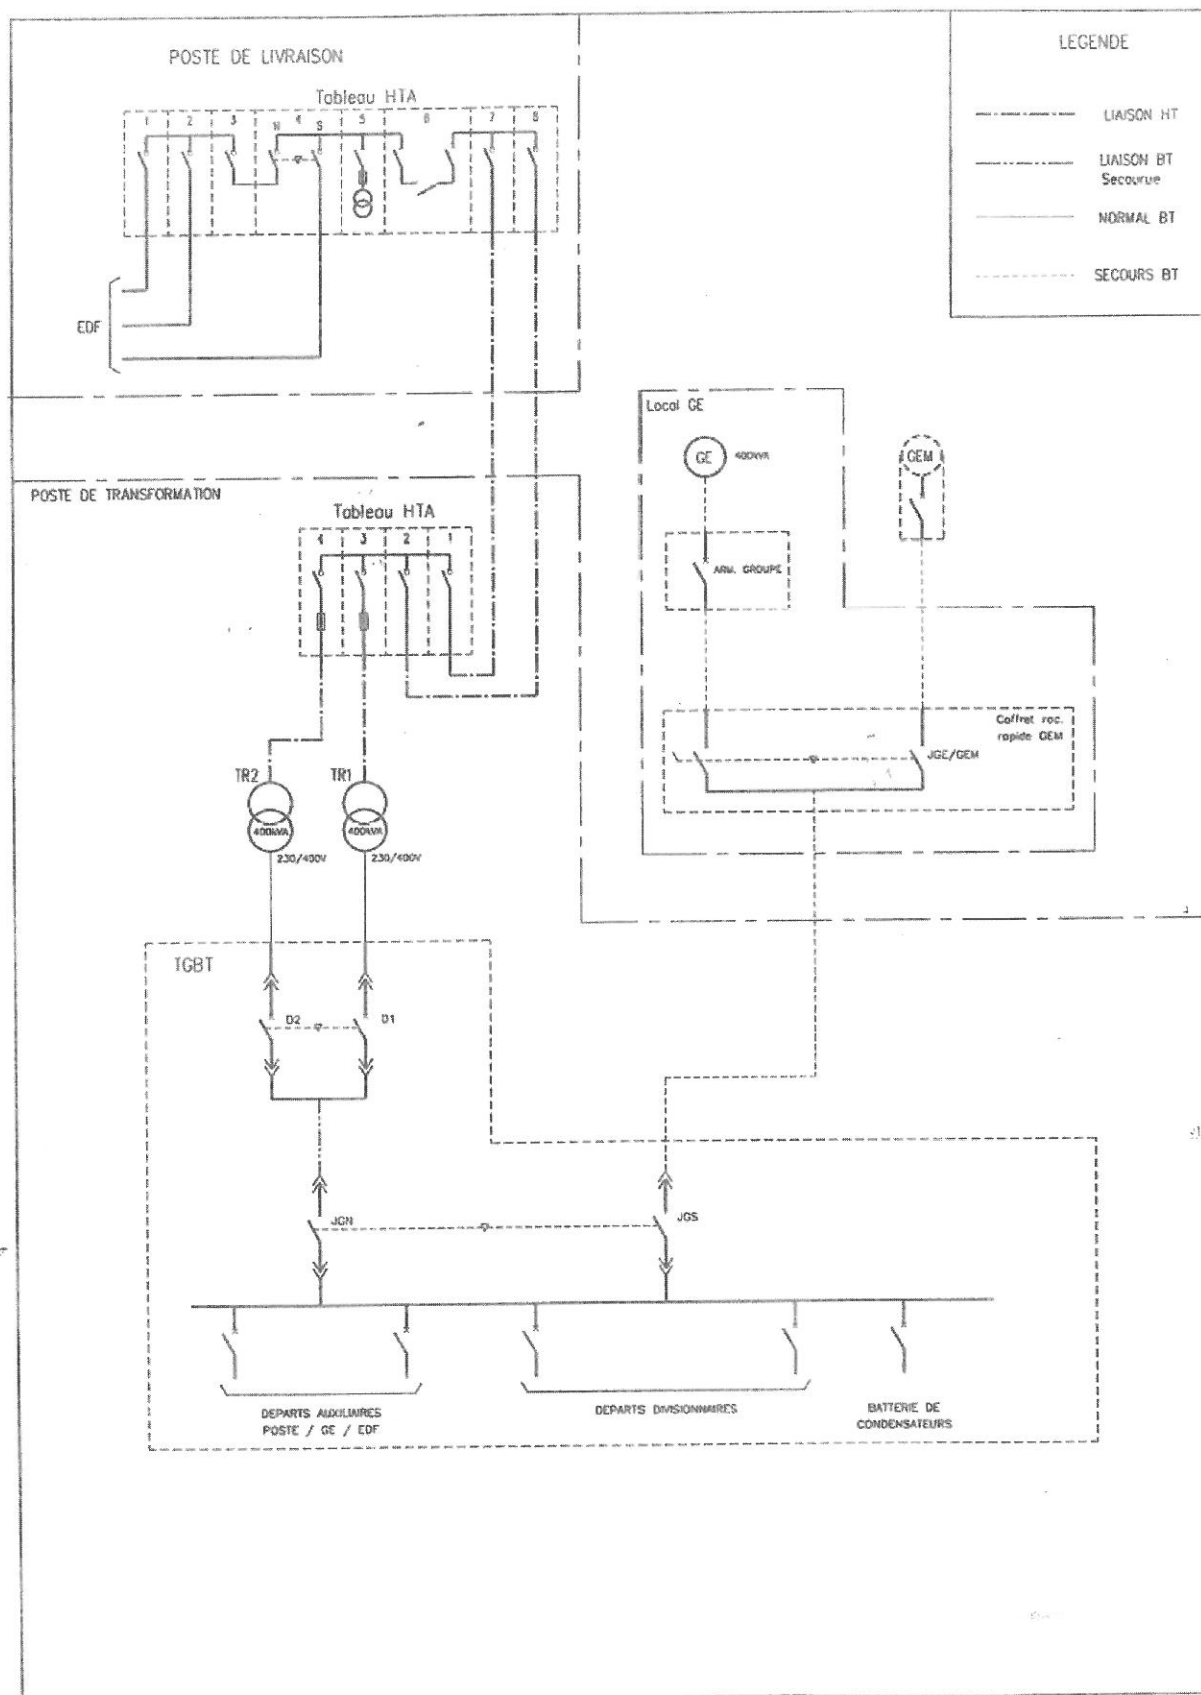 POSTE DE LIVRAISON
Tableau HTA
1 2 3 N 4 S 5 6 7 8
EDF
LEGENDE
LIAISON HT
LIAISON BT
Secourue
NORMAL BT
SECOURS BT
Local GE
GE 400kVA
GEM
ARM. GROUPE
Coffret rac.
rapide GEM
JGE/GEM
POSTE DE TRANSFORMATION
Tableau HTA
4 3 2 1
TR2 TR1
400kVA 400kVA
230/400V 230/400V
TGBT
D2 D1
JGN JGS
DEPARTS AUXILIAIRES
POSTE / GE / EDF
DEPARTS DIVISIONNAIRES
BATTERIE DE
CONDENSATEURS